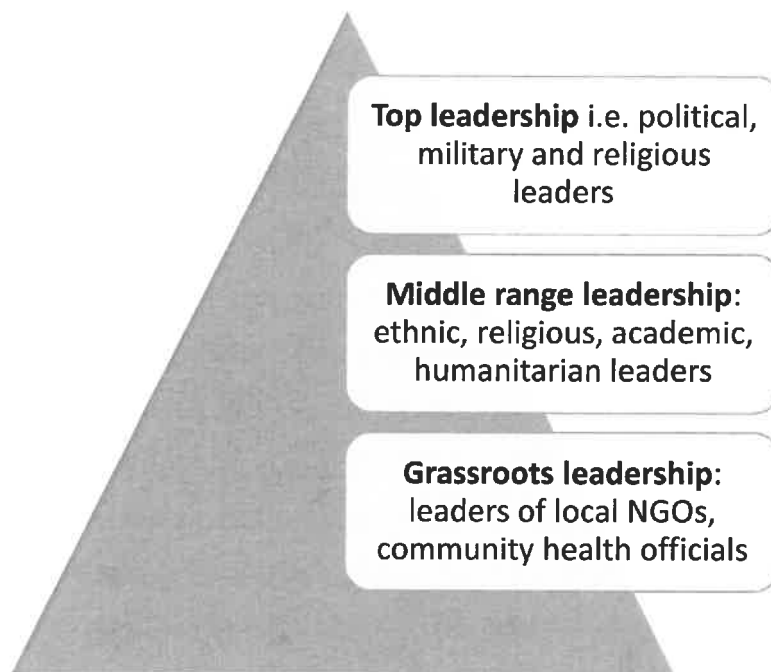 Top leadership i.e. political,
military and religious
leaders
Middle range leadership:
ethnic, religious, academic,
humanitarian leaders
Grassroots leadership:
leaders of local NGOs,
community health officials